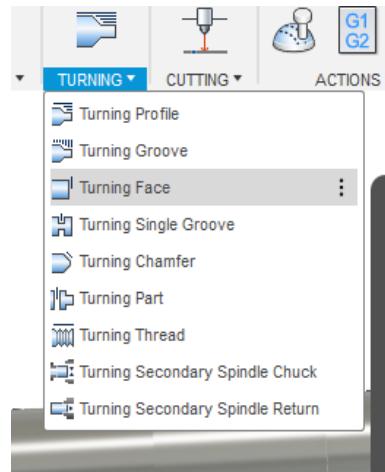 G1
G2
TURNING ▾
CUTTING ▾
ACTIONS
Turning Profile
Turning Groove
Turning Face
Turning Single Groove
Turning Chamfer
Turning Part
Turning Thread
Turning Secondary Spindle Chuck
Turning Secondary Spindle Return